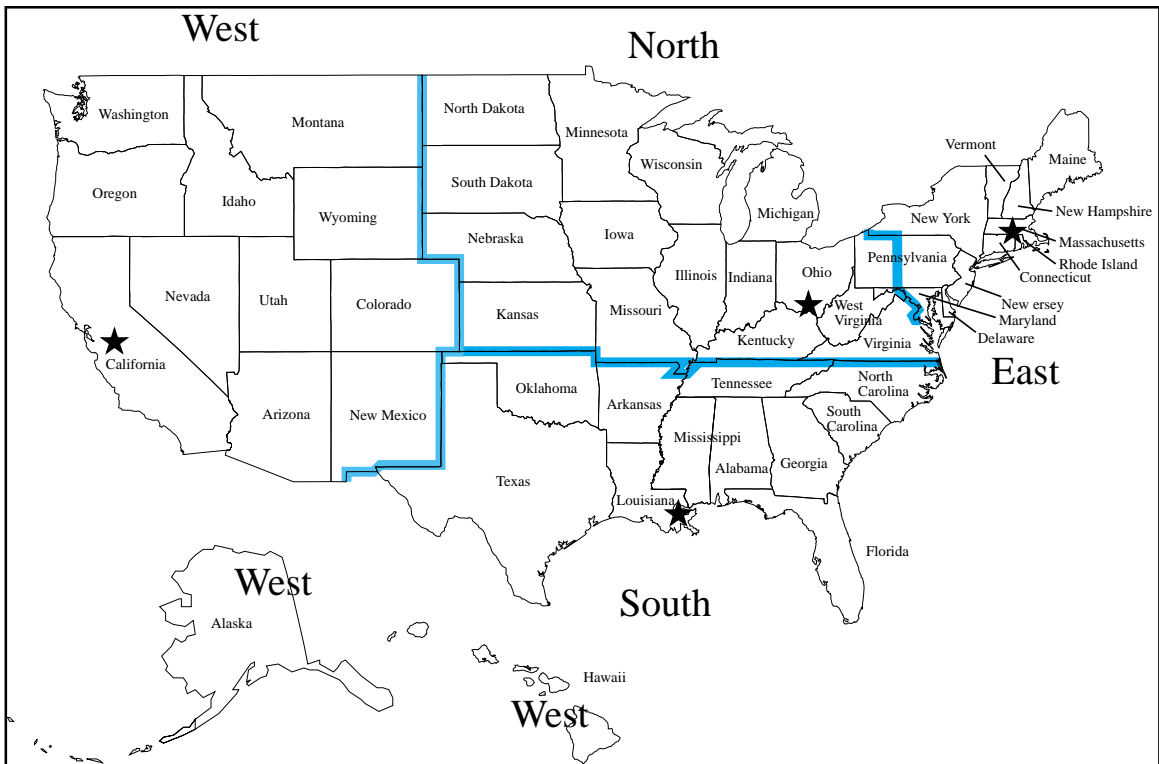 West
North
Washington
Montana
North Dakota
Minnesota
Vermont
Maine
Oregon
Idaho
Wyoming
South Dakota
Wisconsin
Michigan
New York
New Hampshire
Massachusetts
Rhode Island
Connecticut
Nebraska
Iowa
Pennsylvania
Nevada
Utah
Colorado
Kansas
Missouri
Illinois
Indiana
Ohio
West
Virginia
New ersey
Maryland
Delaware
Virginia
Kentucky
East
California
Arizona
New Mexico
Oklahoma
Arkansas
Tennessee
North
Carolina
South
Carolina
Mississippi
Alabama
Georgia
Texas
Louisiana
Florida
West
Alaska
South
Hawaii
West